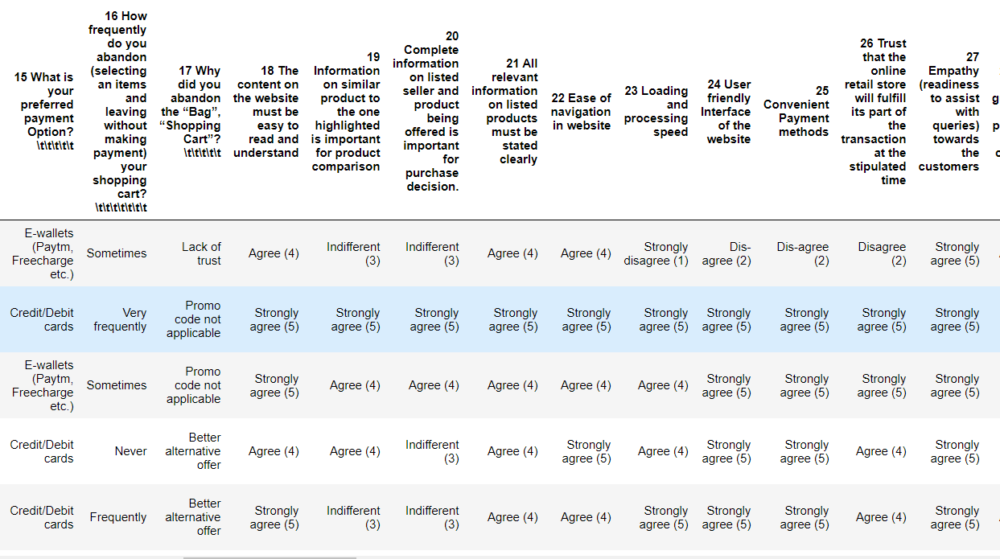 15 What is
your
preferred
payment
Option?
\t\t\t\t\t
16 How
frequently
do you
abandon
(selecting
an items
and
leaving
without
making
payment)
your
shopping
cart?
\t\t\t\t\t\t\t
17 Why
did you
abandon
the “Bag”,
“Shopping
Cart”?
\t\t\t\t\t
18 The
content on
the website
must be
easy to
read and
understand
19
Information
on similar
product to
the one
highlighted
is important
for product
comparison
20
Complete
information
on listed
seller and
product
being
offered is
important
for
purchase
decision.
21 All
relevant
information
on listed
products
must be
stated
clearly
22 Ease of
navigation
in website
23 Loading
and
processing
speed
24 User
friendly
Interface
of the
website
25
Convenient
Payment
methods
26 Trust
that the
online
retail store
will fulfill
its part of
the
transaction
at the
stipulated
time
27
Empathy
(readiness
to assist
with
queries)
towards
the
customers
E-wallets
(Paytm,
Freecharge
etc.)
Sometimes
Lack of
trust
Agree (4)
Indifferent
(3)
Indifferent
(3)
Agree (4)
Agree (4)
Strongly
disagree (1)
Dis-
agree (2)
Dis-agree
(2)
Disagree
(2)
Strongly
agree (5)
Credit/Debit
cards
Very
frequently
Promo
code not
applicable
Strongly
agree (5)
Strongly
agree (5)
Strongly
agree (5)
Strongly
agree (5)
Strongly
agree (5)
Strongly
agree (5)
Strongly
agree (5)
Strongly
agree (5)
Strongly
agree (5)
Strongly
agree (5)
E-wallets
(Paytm,
Freecharge
etc.)
Sometimes
Promo
code not
applicable
Strongly
agree (5)
Agree (4)
Agree (4)
Agree (4)
Agree (4)
Agree (4)
Strongly
agree (5)
Strongly
agree (5)
Strongly
agree (5)
Strongly
agree (5)
Credit/Debit
cards
Never
Better
alternative
offer
Agree (4)
Agree (4)
Indifferent
(3)
Agree (4)
Strongly
agree (5)
Agree (4)
Strongly
agree (5)
Strongly
agree (5)
Agree (4)
Strongly
agree (5)
Credit/Debit
cards
Frequently
Better
alternative
offer
Strongly
agree (5)
Indifferent
(3)
Indifferent
(3)
Agree (4)
Agree (4)
Strongly
agree (5)
Strongly
agree (5)
Strongly
agree (5)
Agree (4)
Strongly
agree (5)